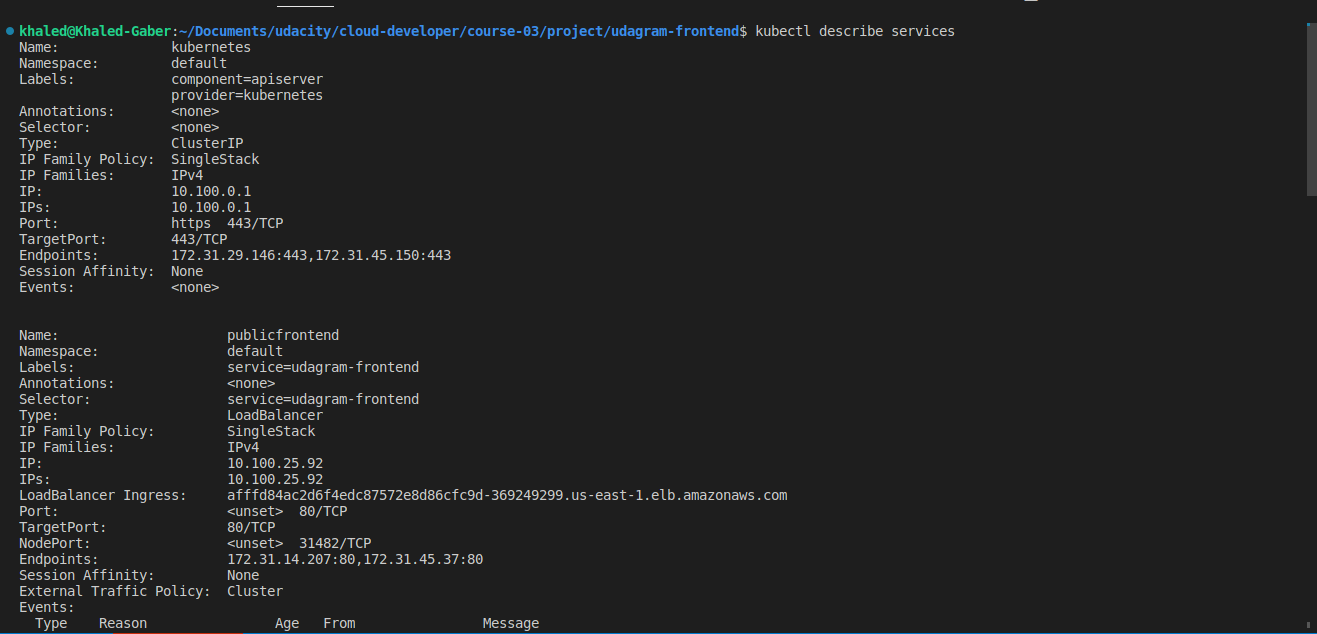 khaled@Khaled-Gaber:~/Documents/udacity/cloud-developer/course-03/project/udagram-frontend$ kubectl describe services
Name:              kubernetes
Namespace:         default
Labels:            component=apiserver
                   provider=kubernetes
Annotations:       <none>
Selector:          <none>
Type:              ClusterIP
IP Family Policy:  SingleStack
IP Families:       IPv4
IP:                10.100.0.1
IPs:               10.100.0.1
Port:              https  443/TCP
TargetPort:        443/TCP
Endpoints:         172.31.29.146:443,172.31.45.150:443
Session Affinity:  None
Events:            <none>
Name:                     publicfrontend
Namespace:                default
Labels:                   service=udagram-frontend
Annotations:              <none>
Selector:                 service=udagram-frontend
Type:                     LoadBalancer
IP Family Policy:         SingleStack
IP Families:              IPv4
IP:                       10.100.25.92
IPs:                      10.100.25.92
LoadBalancer Ingress:     afffd84ac2d6f4edc87572e8d86cfc9d-369249299.us-east-1.elb.amazonaws.com
Port:                     <unset>  80/TCP
TargetPort:               80/TCP
NodePort:                 <unset>  31482/TCP
Endpoints:                172.31.14.207:80,172.31.45.37:80
Session Affinity:         None
External Traffic Policy:  Cluster
Events:
  Type    Reason                Age   From                Message